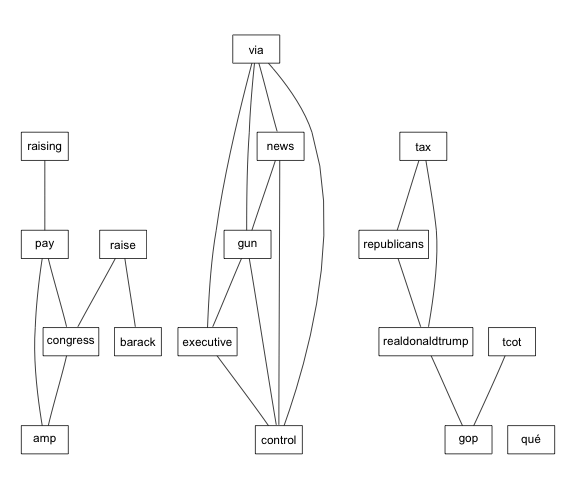 via
raising
news
tax
pay
raise
gun
republicans
congress
barack
executive
realdonaldtrump
tcot
amp
control
gop
qué